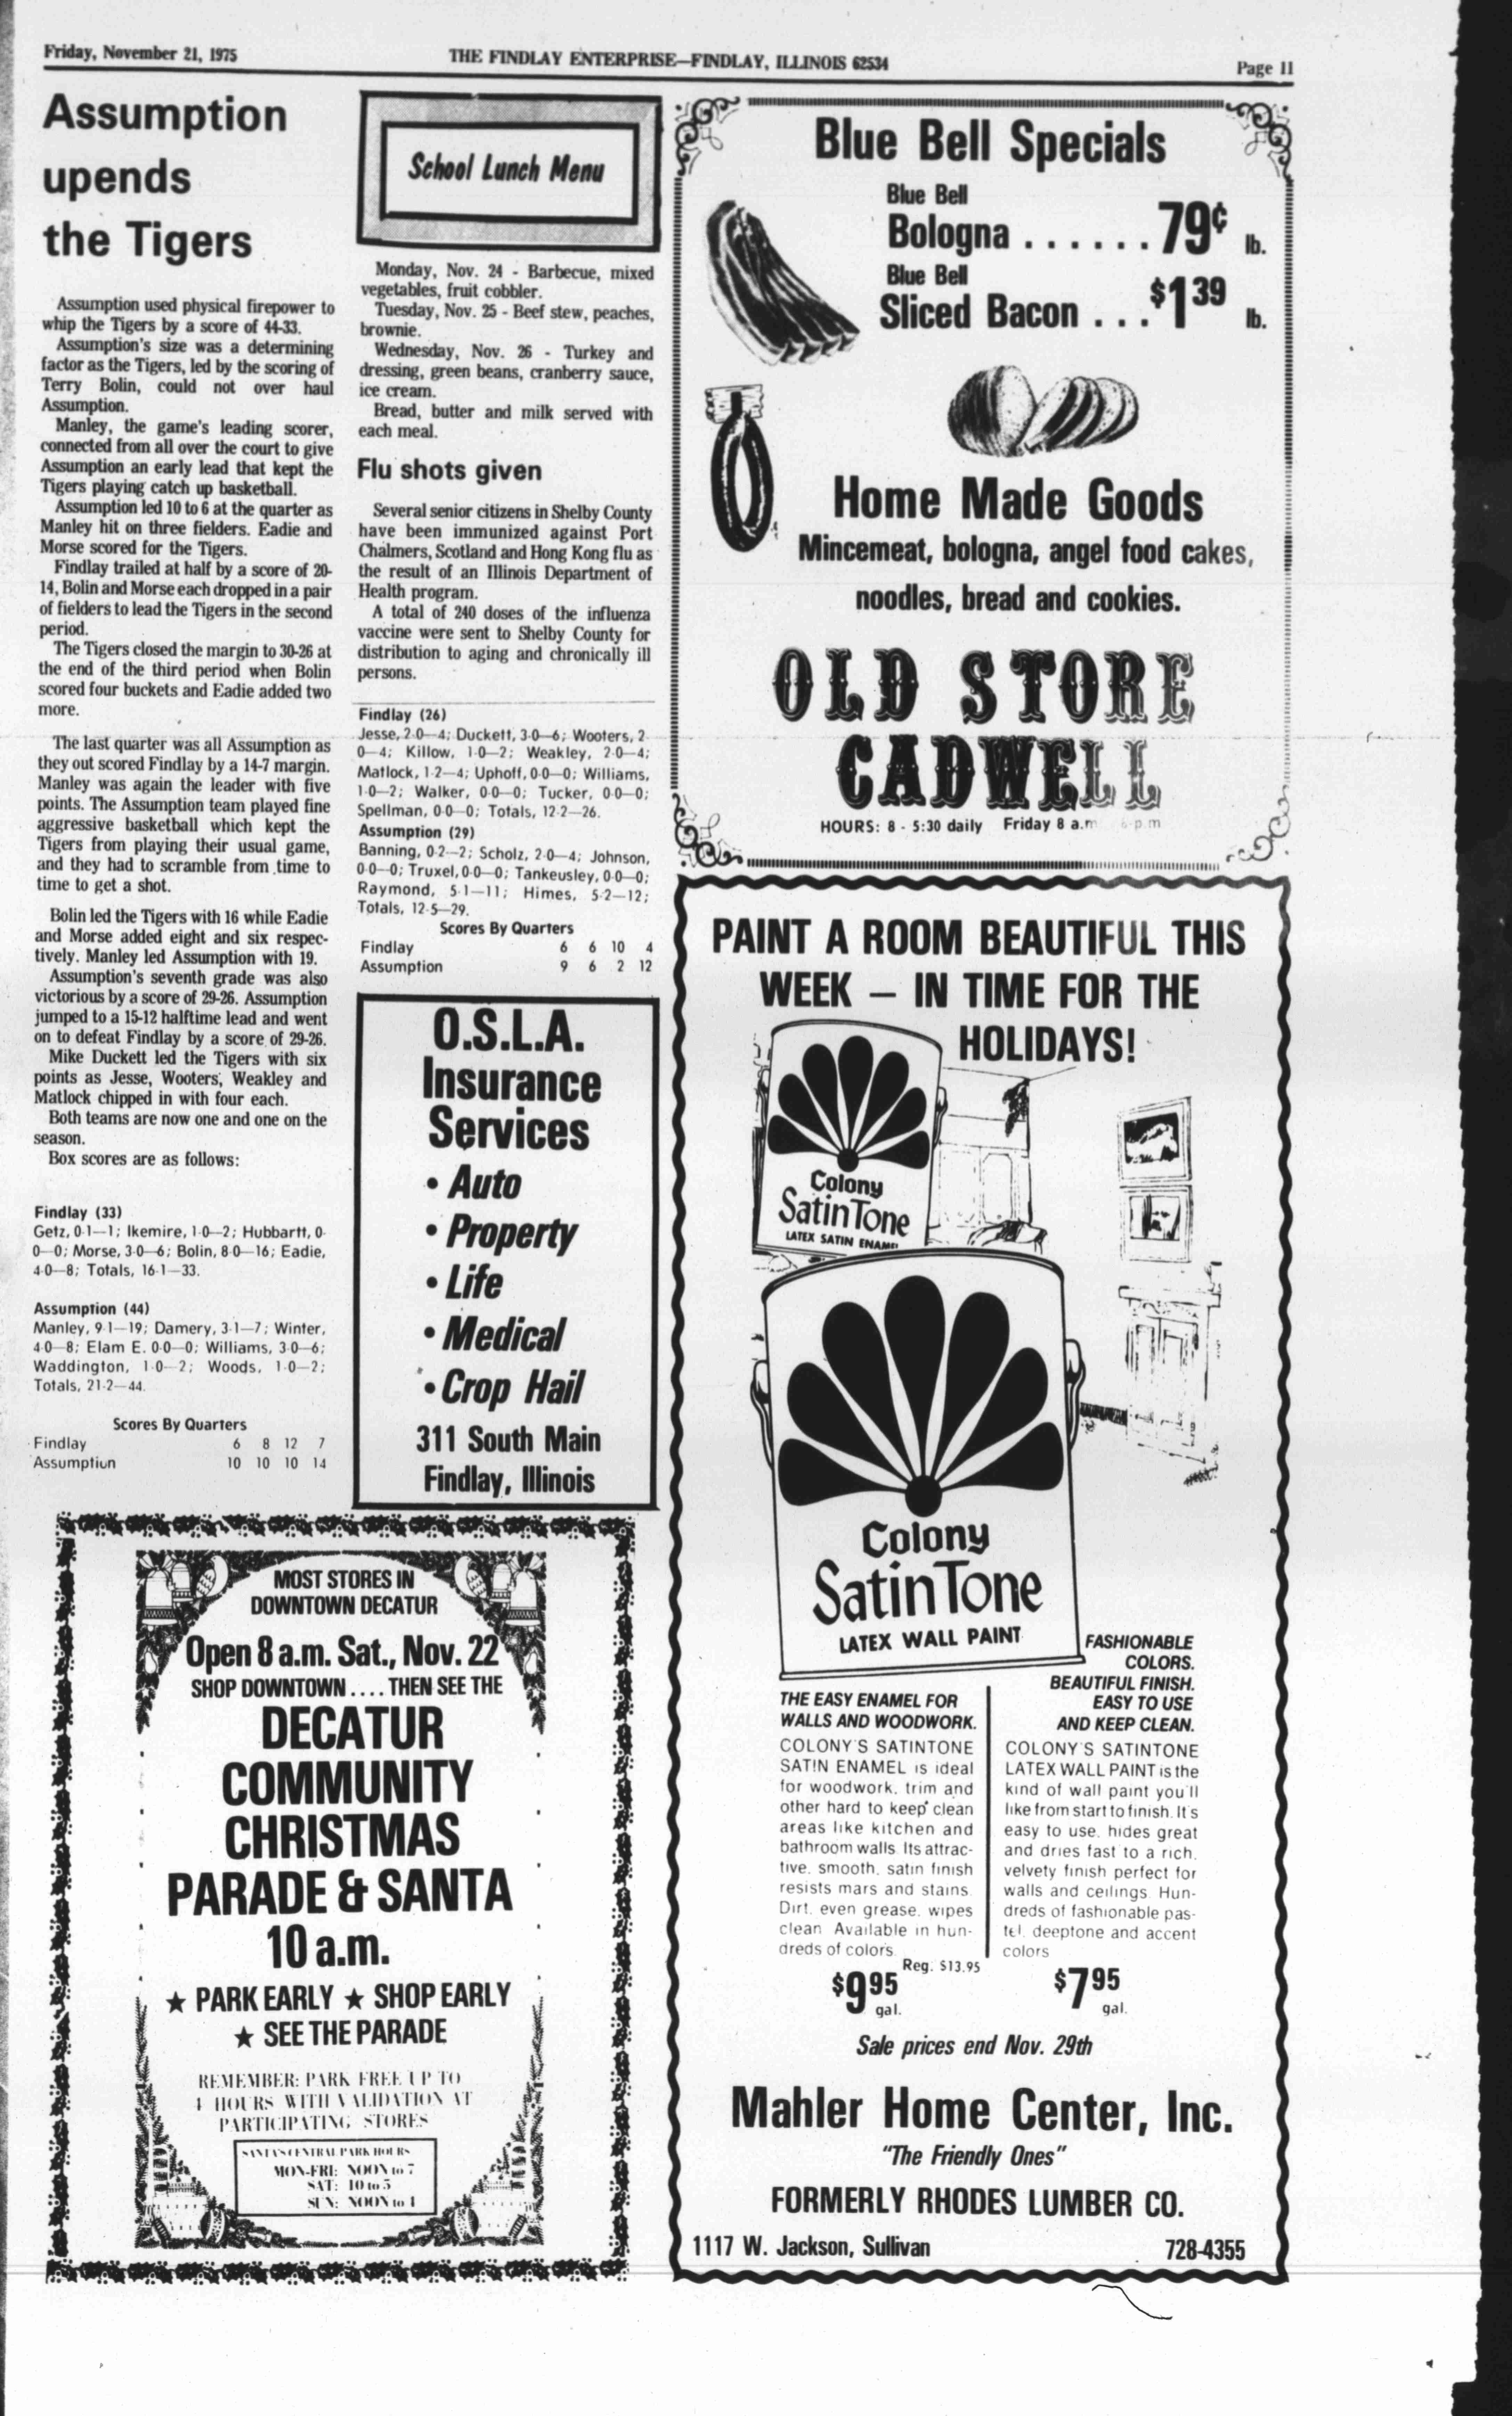 Friday, November 21, 1975
THE FINDLAY ENTERPRISE—FINDLAY, ILLINOIS 62534
Page 11
Assumption
upends
the Tigers
Assumption used physical firepower to
whip the Tigers by a score of 44-33.
Assumption's size was a determining
factor as the Tigers, led by the scoring of
Terry Bolin, could not over haul
Assumption.
Manley, the game's leading scorer,
connected from all over the court to give
Assumption an early lead that kept the
Tigers playing catch up basketball.
Assumption led 10 to 6 at the quarter as
Manley hit on three fielders. Eadie and
Morse scored for the Tigers.
Findlay trailed at half by a score of 20-
14, Bolin and Morse each dropped in a pair
of fielders to lead the Tigers in the second
period.
The Tigers closed the margin to 30-26 at
the end of the third period when Bolin
scored four buckets and Eadie added two
more.
The last quarter was all Assumption as
they out scored Findlay by a 14-7 margin.
Manley was again the leader with five
points. The Assumption team played fine
aggressive basketball which kept the
Tigers from playing their usual game,
and they had to scramble from time to
time to get a shot.
Bolin led the Tigers with 16 while Eadie
and Morse added eight and six respec-
tively. Manley led Assumption with 19.
Assumption's seventh grade was also
victorious by a score of 29-26. Assumption
jumped to a 15-12 halftime lead and went
on to defeat Findlay by a score of 29-26.
Mike Duckett led the Tigers with six
points as Jesse, Wooters, Weakley and
Matlock chipped in with four each.
Both teams are now one and one on the
season.
Box scores are as follows:
Findlay (33)
Getz, 0-1—1; Ikemire, 1-0—2; Hubbartt, 0-
0—0; Morse, 3-0—6; Bolin, 8-0—16; Eadie,
4-0—8; Totals, 16-1—33.
Assumption (44)
Manley, 9-1—19; Damery, 3-1—7; Winter,
4-0—8; Elam E. 0-0—0; Williams, 3-0—6;
Waddington, 1-0—2; Woods, 1-0—2;
Totals, 21-2—44.
Scores By Quarters
Findlay 6 8 12 7
Assumption 10 10 10 14
School Lunch Menu
Monday, Nov. 24 - Barbecue, mixed
vegetables, fruit cobbler.
Tuesday, Nov. 25 - Beef stew, peaches,
brownie.
Wednesday, Nov. 26 - Turkey and
dressing, green beans, cranberry sauce,
ice cream.
Bread, butter and milk served with
each meal.
Flu shots given
Several senior citizens in Shelby County
have been immunized against Port
Chalmers, Scotland and Hong Kong flu as
the result of an Illinois Department of
Health program.
A total of 240 doses of the influenza
vaccine were sent to Shelby County for
distribution to aging and chronically ill
persons.
Findlay (26)
Jesse, 2-0—4; Duckett, 3-0—6; Wooters, 2-
0—4; Killow, 1-0—2; Weakley, 2-0—4;
Matlock, 1-2—4; Uphoff, 0-0—0; Williams,
1-0—2; Walker, 0-0—0; Tucker, 0-0—0;
Spellman, 0-0—0; Totals, 12-2—26.
Assumption (29)
Banning, 0-2—2; Scholz, 2-0—4; Johnson,
0-0—0; Truxel, 0-0—0; Tankeusley, 0-0—0;
Raymond, 5-1—11; Himes, 5-2—12;
Totals, 12-5—29.
Scores By Quarters
Findlay 6 6 10 4
Assumption 9 6 2 12
O.S.L.A.
Insurance
Services
• Auto
• Property
• Life
• Medical
• Crop Hail
311 South Main
Findlay, Illinois
MOST STORES IN
DOWNTOWN DECATUR
Open 8 a.m. Sat., Nov. 22
SHOP DOWNTOWN .... THEN SEE THE
DECATUR
COMMUNITY
CHRISTMAS
PARADE & SANTA
10 a.m.
★ PARK EARLY ★ SHOP EARLY
★ SEE THE PARADE
REMEMBER: PARK FREE UP TO
4 HOURS WITH VALIDATION AT
PARTICIPATING STORES
SANTA'S CENTRAL PARK HOURS
MON-FRI: NOON to 7
SAT: 10 to 5
SUN: NOON to 4
Blue Bell Specials
Blue Bell
Bologna ...... 79¢ lb.
Blue Bell
Sliced Bacon ... $1 39 lb.
Home Made Goods
Mincemeat, bologna, angel food cakes,
noodles, bread and cookies.
OLD STORE
CADWELL
HOURS: 8 - 5:30 daily Friday 8 a.m 6 p.m
PAINT A ROOM BEAUTIFUL THIS
WEEK — IN TIME FOR THE
HOLIDAYS!
Colony
SatinTone
LATEX SATIN ENAMEL
Colony
SatinTone
LATEX WALL PAINT
THE EASY ENAMEL FOR
WALLS AND WOODWORK.
COLONY'S SATINTONE
SATIN ENAMEL is ideal
for woodwork, trim and
other hard to keep clean
areas like kitchen and
bathroom walls. Its attrac-
tive, smooth, satin finish
resists mars and stains.
Dirt, even grease, wipes
clean. Available in hun-
dreds of colors.
Reg. $13.95
$9 95 gal.
FASHIONABLE
COLORS.
BEAUTIFUL FINISH.
EASY TO USE
AND KEEP CLEAN.
COLONY'S SATINTONE
LATEX WALL PAINT is the
kind of wall paint you'll
like from start to finish. It's
easy to use, hides great
and dries fast to a rich,
velvety finish perfect for
walls and ceilings. Hun-
dreds of fashionable pas-
tel, deeptone and accent
colors
$7 95 gal.
Sale prices end Nov. 29th
Mahler Home Center, Inc.
"The Friendly Ones"
FORMERLY RHODES LUMBER CO.
1117 W. Jackson, Sullivan
728-4355